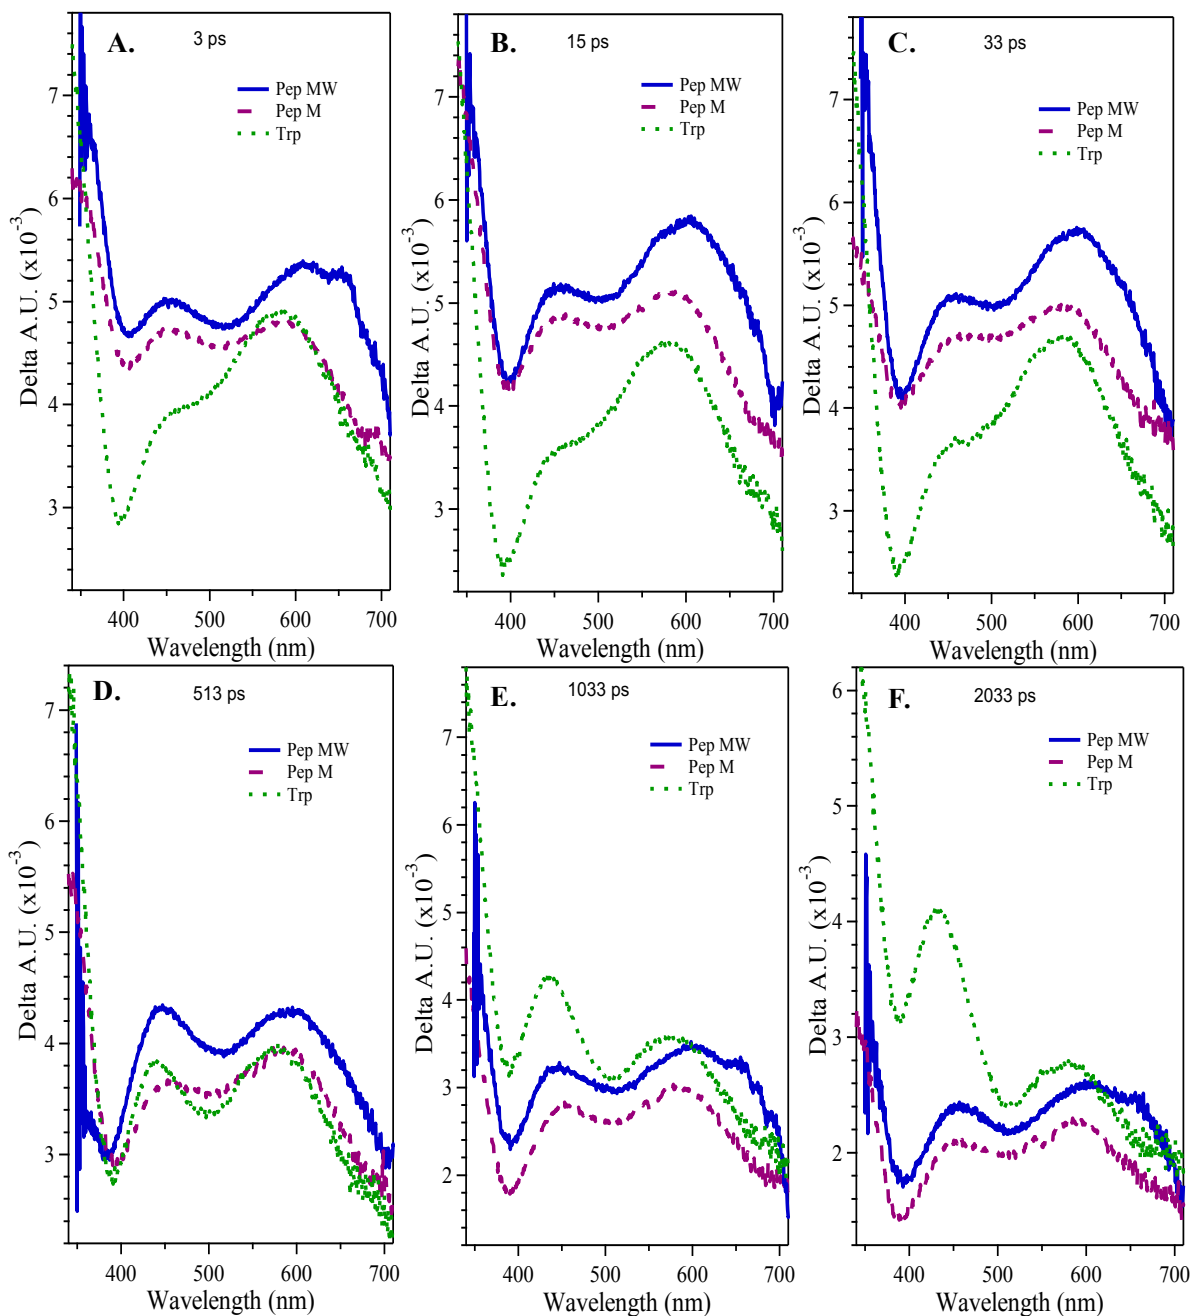 A.
3 ps
Pep MW
Pep M
Trp
7
6
5
4
3
Delta A.U. (x10⁻³)
400
500
600
700
Wavelength (nm)
B.
15 ps
Pep MW
Pep M
Trp
7
6
5
4
3
Delta A.U. (x10⁻³)
400
500
600
700
Wavelength (nm)
C.
33 ps
Pep MW
Pep M
Trp
7
6
5
4
3
Delta A.U. (x10⁻³)
400
500
600
700
Wavelength (nm)
D.
513 ps
Pep MW
Pep M
Trp
7
6
5
4
3
Delta A.U. (x10⁻³)
400
500
600
700
Wavelength (nm)
E.
1033 ps
Pep MW
Pep M
Trp
7
6
5
4
3
2
Delta A.U. (x10⁻³)
400
500
600
700
Wavelength (nm)
F.
2033 ps
Pep MW
Pep M
Trp
6
5
4
3
2
Delta A.U. (x10⁻³)
400
500
600
700
Wavelength (nm)